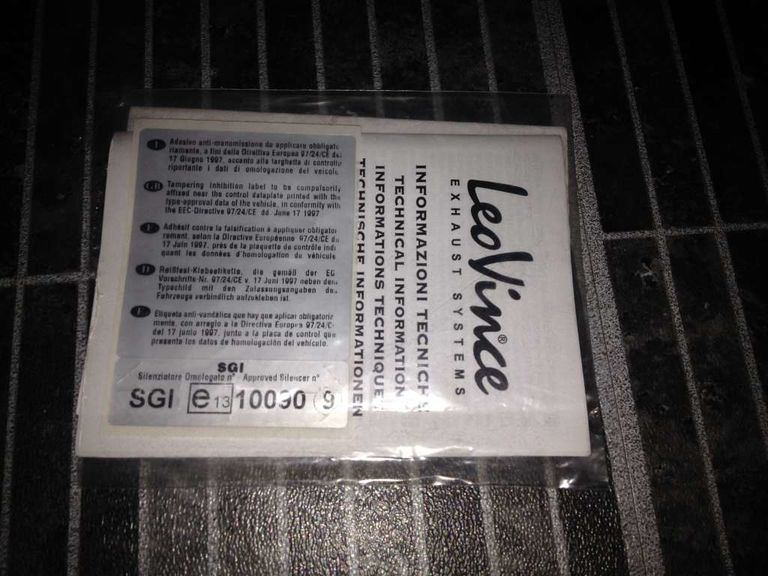 I Adesivo anti-manomissione da applicare obbligato-
riamente, a fini della Direttiva Europea 97/24/CE del
17 Giugno 1997, accanto alla targhetta di controllo
riportante i dati di omologazione del veicolo.
GB Tampering inhibition label to be compulsorily
affixed near the control dataplate printed with the
type-approval data of the vehicle, in conformity with
the EEC-Directive 97/24/CE dd. June 17 1997
F Adhésif contre la falsification à appliquer obligatoi-
rement, selon la Directive Européenne 97/24/CE du
17 Juin 1997, près de la plaquette de contrôle indi-
quant les données d'homologation du véhicule
D Reißfest-Klebeetikette, die gemäß der EG
Vorschrifte Nr. 97/24/CE v. 17 Juni 1997 neben dem
Typschild mit den Zulassungsangaben des
Fahrzeugs verbindlich aufzukleben ist.
Etiqueta anti-vandálica que hay que aplicar obligatoria-
mente, con arreglo a la Directiva Europea 97/24/C
del 17 junio 1997, junto a la placa de control que
presenta los datos de homologación del vehículo.
SGI
Silenziatore Omologato n° Approved Silencer n°
SGI e13 10090 9
LeoVince®
EXHAUST SYSTEMS
INFORMAZIONI TECNICH
TECHNICAL INFORMATION
INFORMATIONS TECHNIQUE
TECHNISCHE INFORMATIONEN